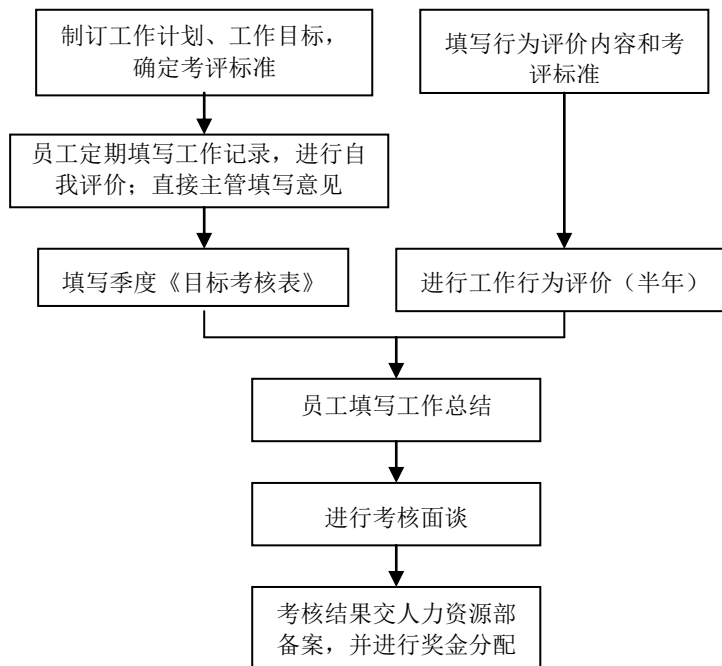 制订工作计划、工作目标，
确定考评标准
填写行为评价内容和考
评标准
员工定期填写工作记录，进行自
我评价；直接主管填写意见
填写季度《目标考核表》
进行工作行为评价（半年）
员工填写工作总结
进行考核面谈
考核结果交人力资源部
备案，并进行奖金分配